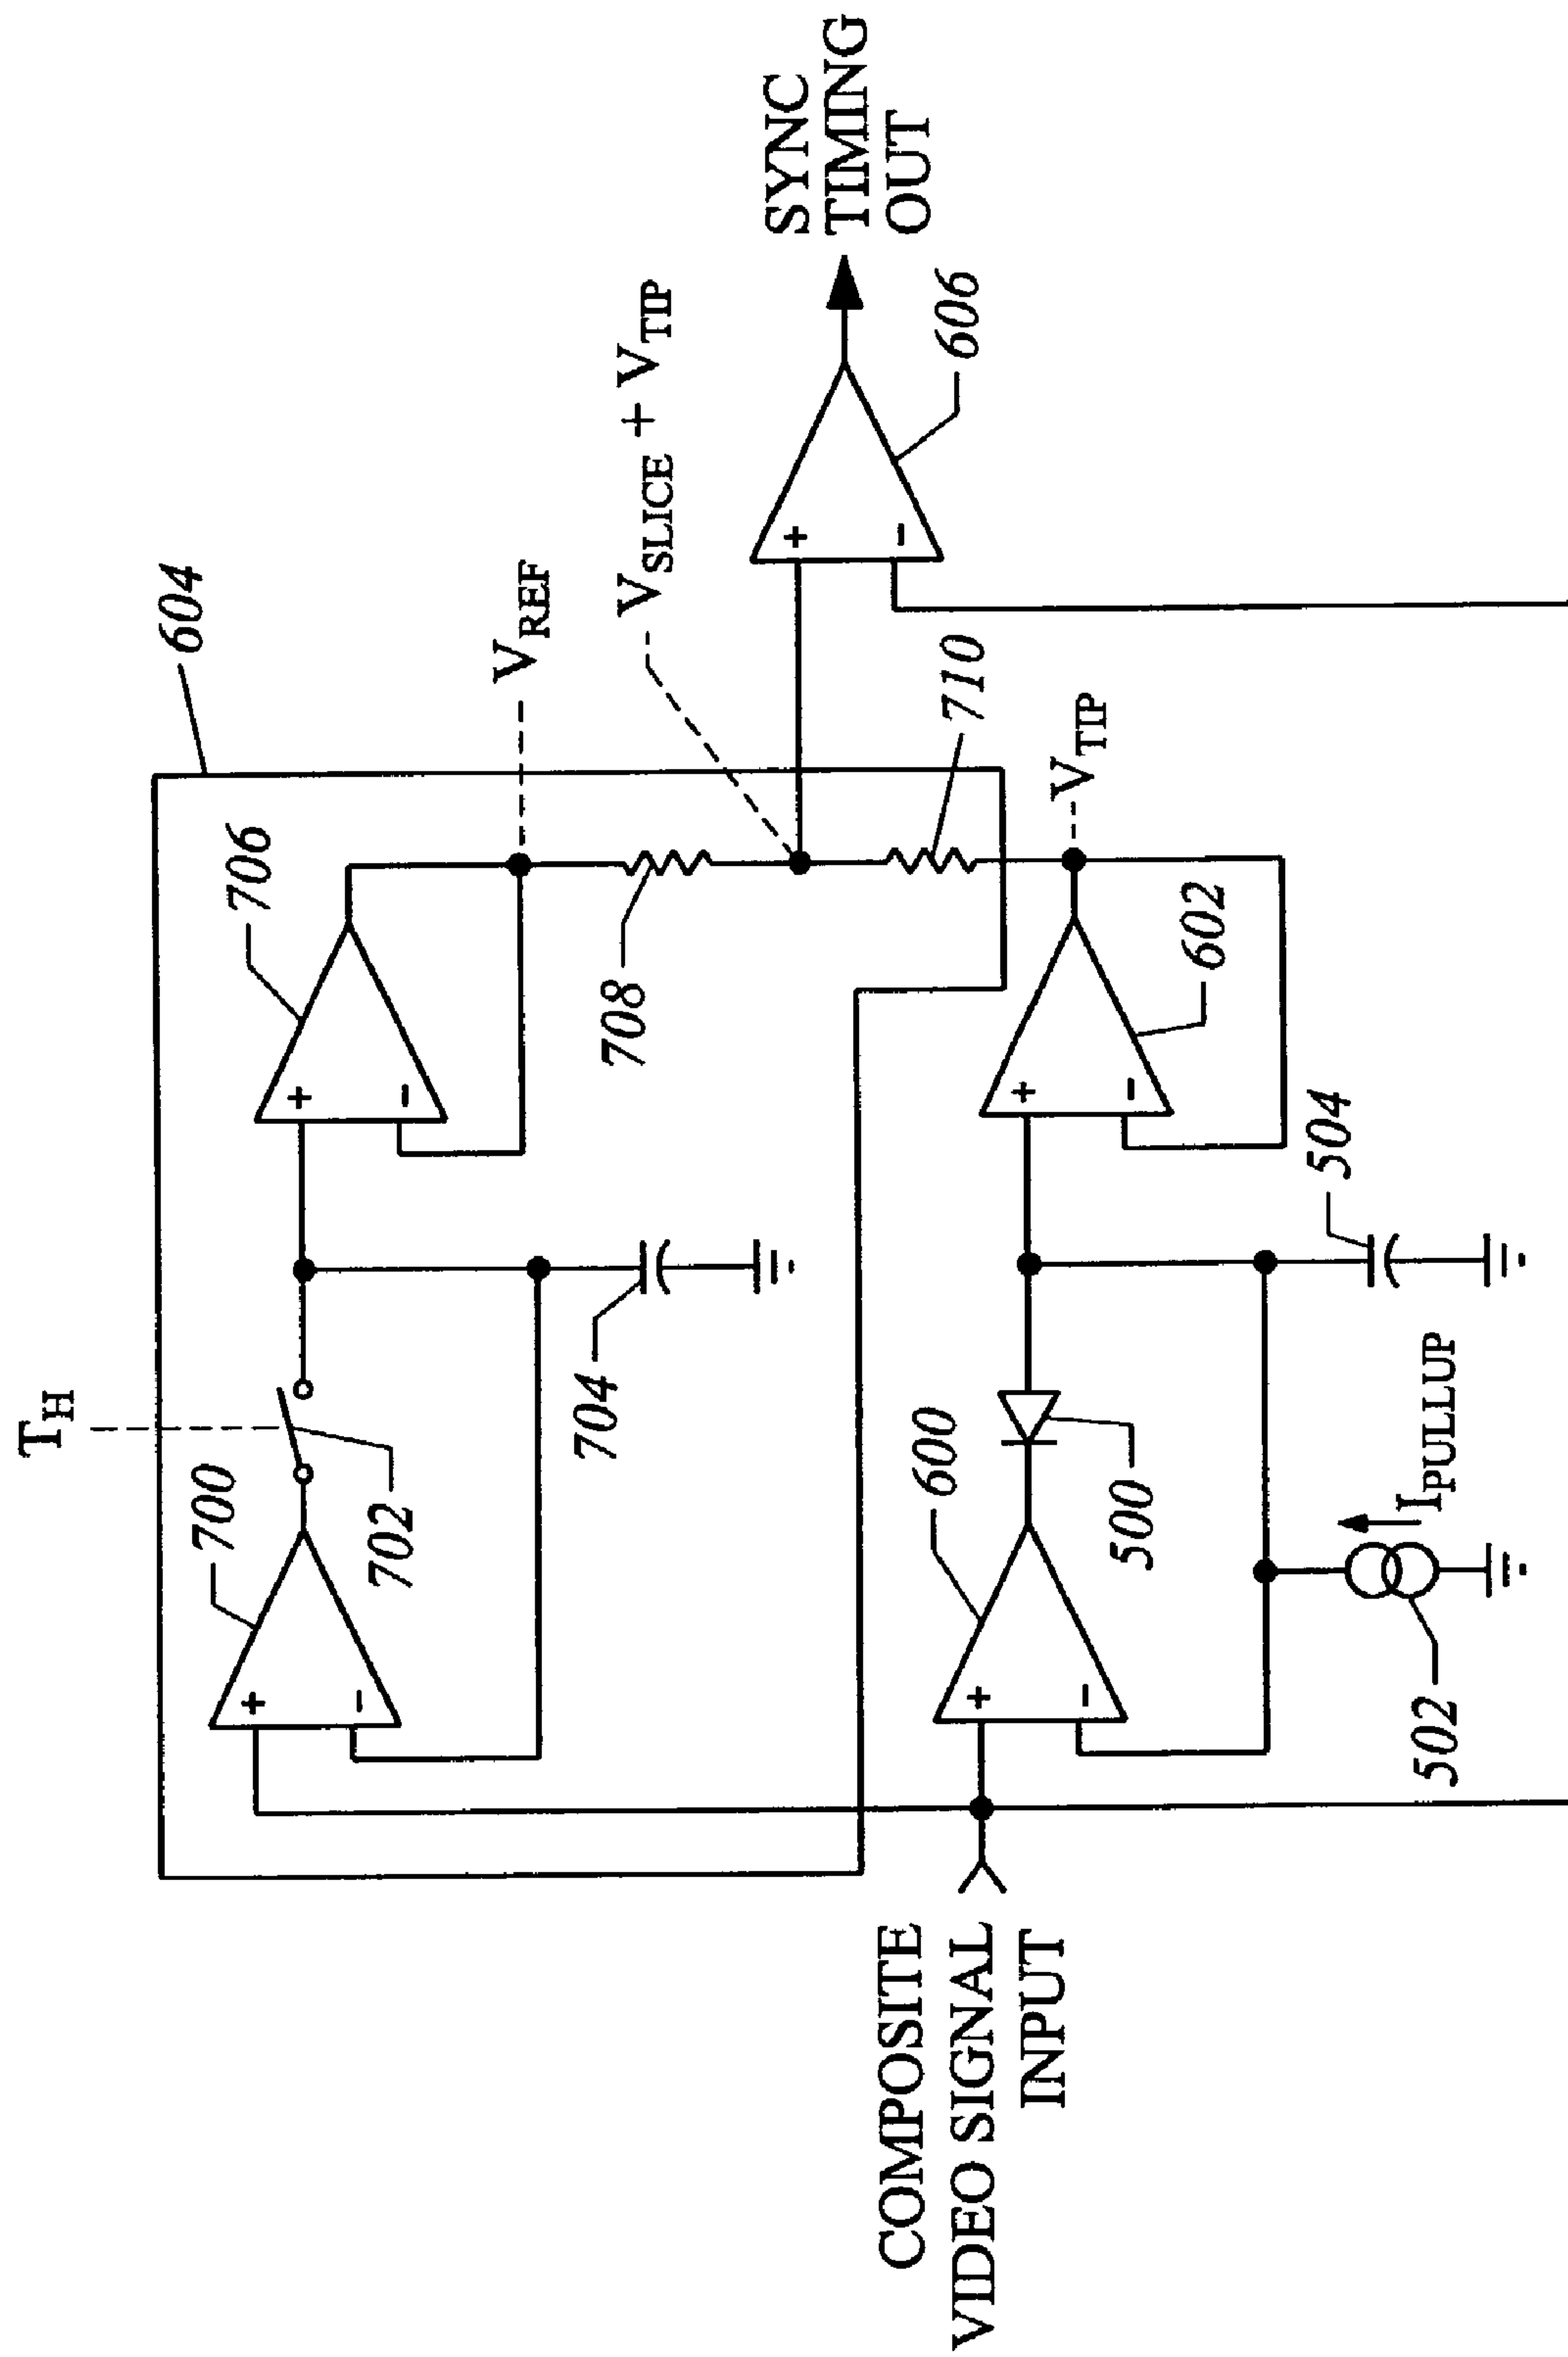 COMPOSITE
VIDEO SIGNAL
INPUT
T_H
700
702
704
706
604
V_REF
708
V_SLICE + V_TIP
710
SYNC
TIMING
OUT
606
600
500
502
I_PULLUP
504
602
V_TIP
+
−
+
−
+
−
+
−
+
−